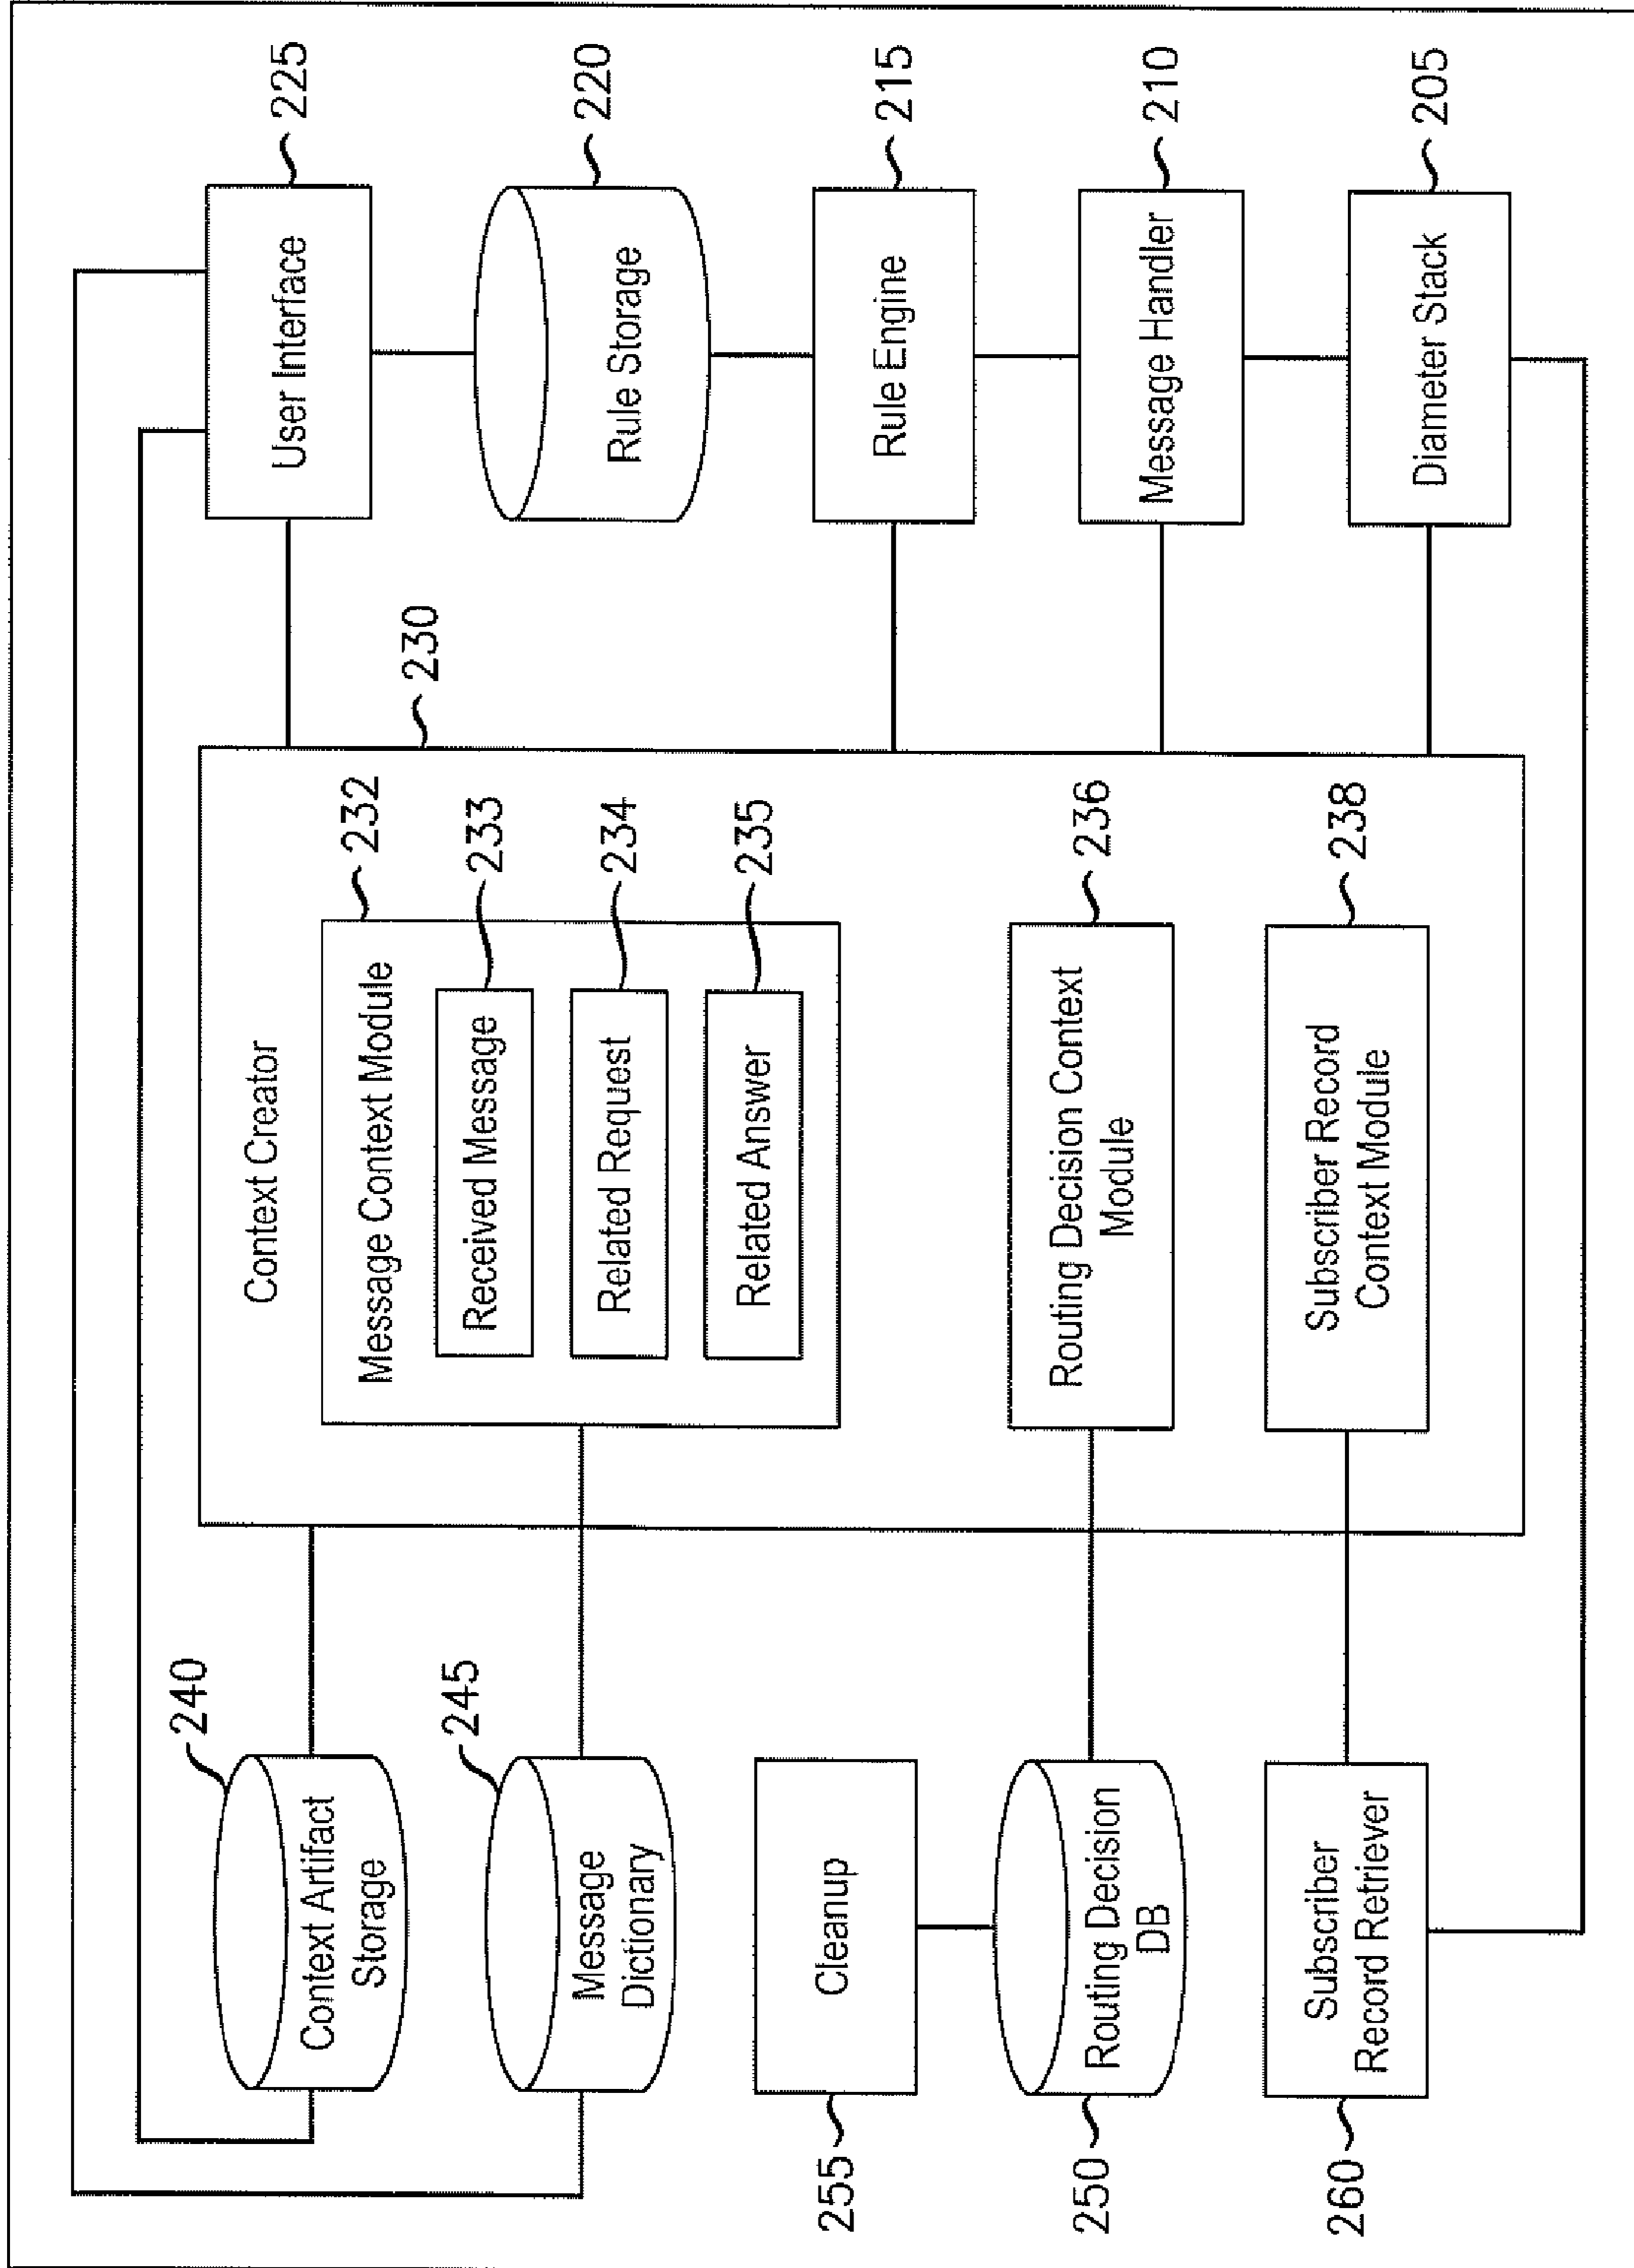 240
Context Artifact
Storage
245
Message
Dictionary
255
Cleanup
250
Routing Decision
DB
260
Subscriber
Record Retriever
230
Context Creator
232
Message Context Module
233
Received Message
234
Related Request
235
Related Answer
236
Routing Decision Context
Module
238
Subscriber Record
Context Module
225
User Interface
220
Rule Storage
215
Rule Engine
210
Message Handler
205
Diameter Stack